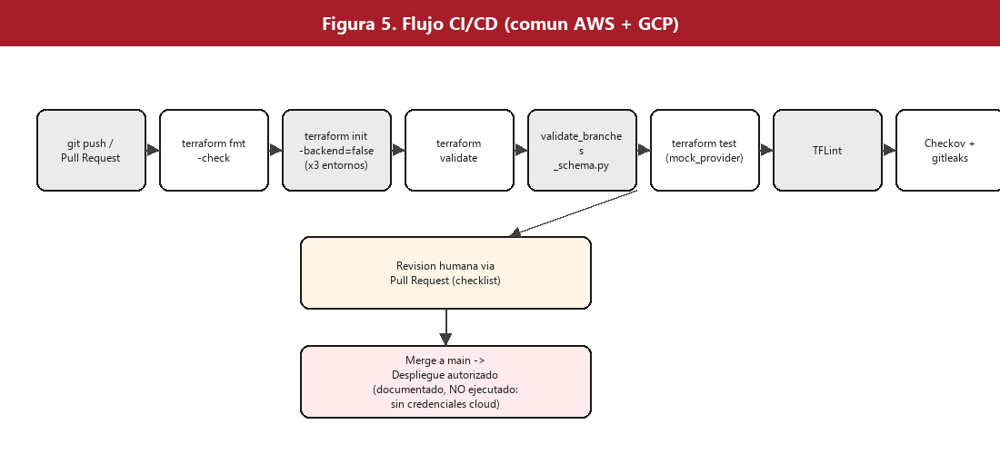 Figura 5. Flujo CI/CD (comun AWS + GCP)
git push /
Pull Request
terraform fmt
-check
terraform init
-backend=false
(x3 entornos)
terraform
validate
validate_branche
s
_schema.py
terraform test
(mock_provider)
TFLint
Checkov +
gitleaks
Revision humana via
Pull Request (checklist)
Merge a main ->
Despliegue autorizado
(documentado, NO ejecutado:
sin credenciales cloud)